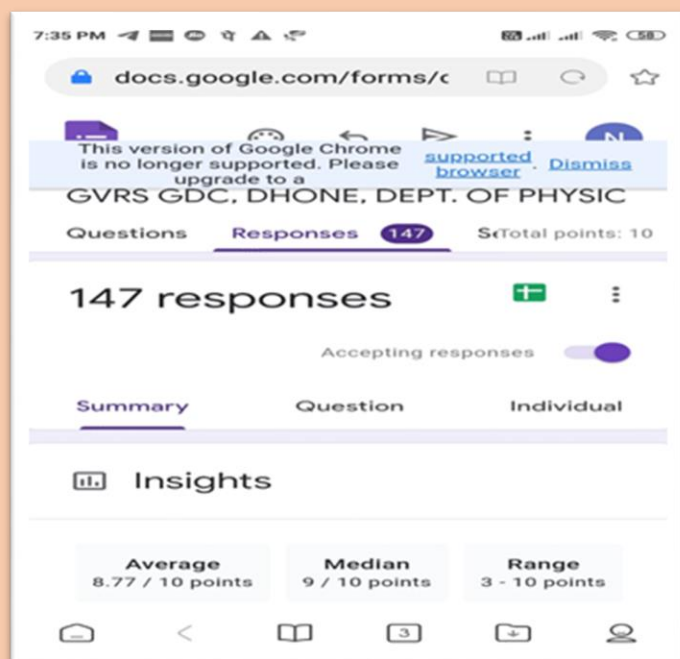 7:35 PM
58
docs.google.com/forms/c
This version of Google Chrome
is no longer supported. Please
upgrade to a
supported
browser. Dismiss
N
GVRS GDC, DHONE, DEPT. OF PHYSIC
Questions Responses 147 Total points: 10
147 responses
Accepting responses
Summary Question Individual
Insights
Average Median Range
8.77 / 10 points 9 / 10 points 3 - 10 points
3